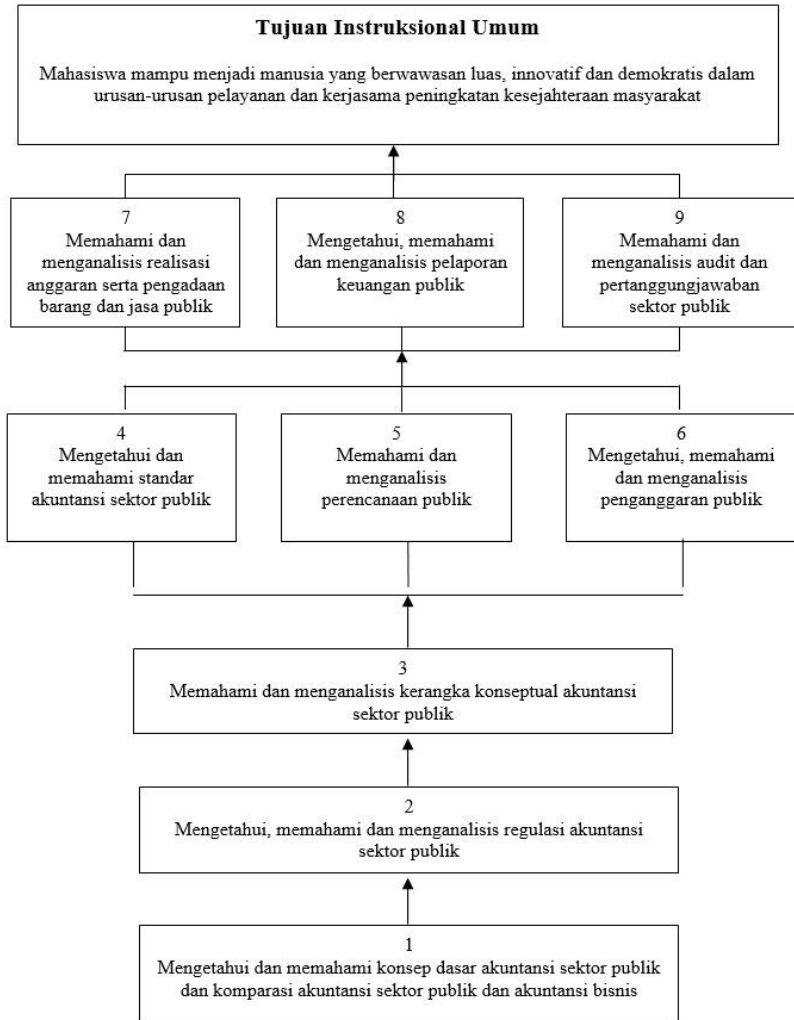 Tujuan Instruksional Umum
Mahasiswa mampu menjadi manusia yang berwawasan luas, innovatif dan demokratis dalam
urusan-urusan pelayanan dan kerjasama peningkatan kesejahteraan masyarakat
7
Memahami dan
menganalisis realisasi
anggaran serta pengadaan
barang dan jasa publik
8
Mengetahui, memahami
dan menganalisis pelaporan
keuangan publik
9
Memahami dan
menganalisis audit dan
pertanggungjawaban
sektor publik
4
Mengetahui dan
memahami standar
akuntansi sektor publik
5
Memahami dan
menganalisis
perencanaan publik
6
Mengetahui, memahami
dan menganalisis
penganggaran publik
3
Memahami dan menganalisis kerangka konseptual akuntansi
sektor publik
2
Mengetahui, memahami dan menganalisis regulasi akuntansi
sektor publik
1
Mengetahui dan memahami konsep dasar akuntansi sektor publik
dan komparasi akuntansi sektor publik dan akuntansi bisnis